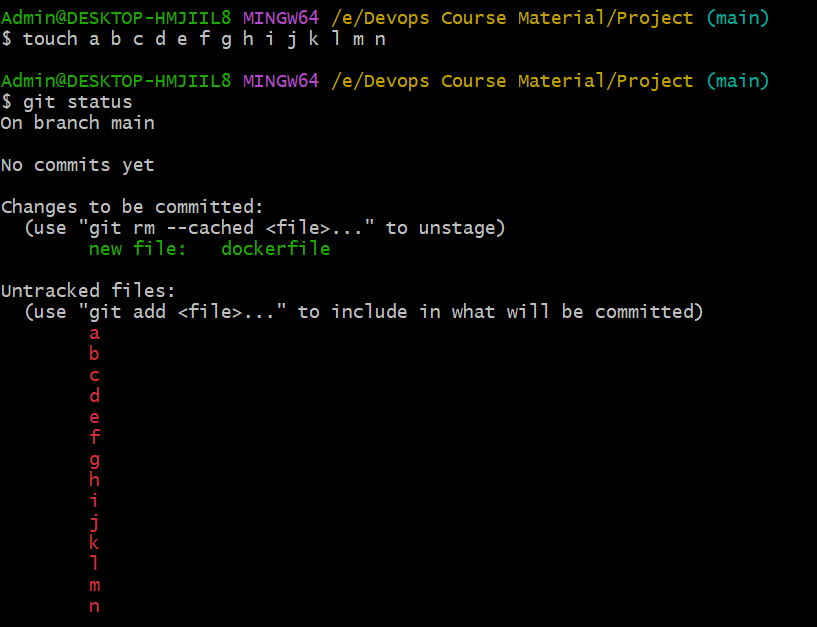 Admin@DESKTOP-HMJIIL8 MINGW64 /e/Devops Course Material/Project (main)
$ touch a b c d e f g h i j k l m n
Admin@DESKTOP-HMJIIL8 MINGW64 /e/Devops Course Material/Project (main)
$ git status
On branch main
No commits yet
Changes to be committed:
  (use "git rm --cached <file>..." to unstage)
        new file:   dockerfile
Untracked files:
  (use "git add <file>..." to include in what will be committed)
        a
        b
        c
        d
        e
        f
        g
        h
        i
        j
        k
        l
        m
        n